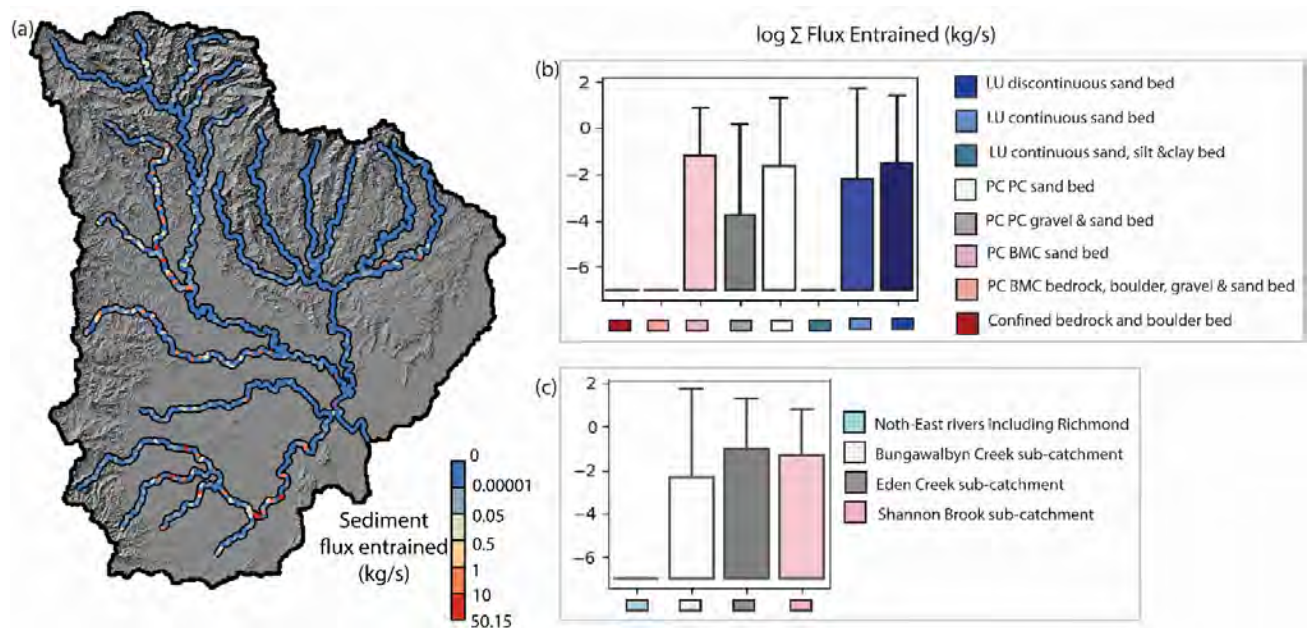 (a)
Sediment
flux entrained
(kg/s)
0
0.00001
0.05
0.5
1
10
50.15
log ∑ Flux Entrained (kg/s)
(b)
2
0
−2
−4
−6
LU discontinuous sand bed
LU continuous sand bed
LU continuous sand, silt &clay bed
PC PC sand bed
PC PC gravel & sand bed
PC BMC sand bed
PC BMC bedrock, boulder, gravel & sand bed
Confined bedrock and boulder bed
(c)
2
0
−2
−4
−6
Noth-East rivers including Richmond
Bungawalbyn Creek sub-catchment
Eden Creek sub-catchment
Shannon Brook sub-catchment